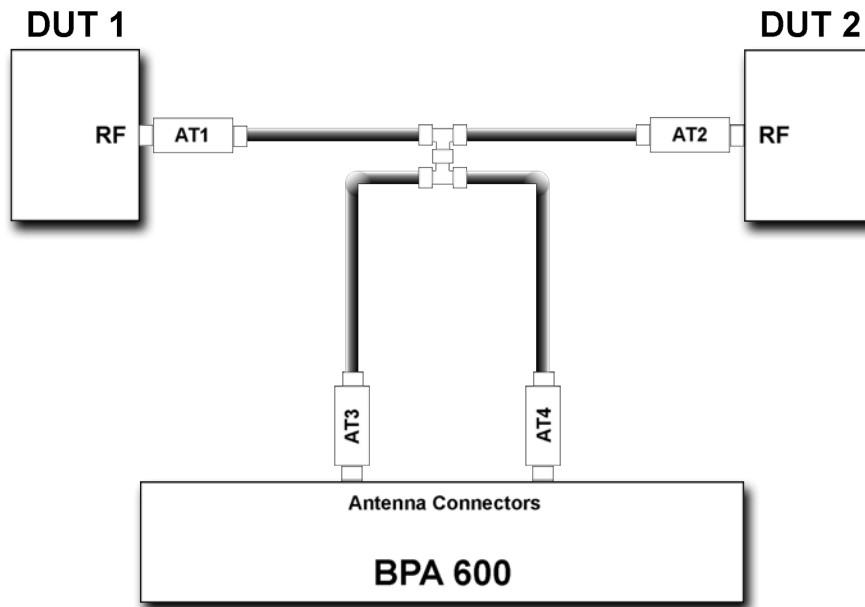 DUT 1
DUT 2
RF
AT1
AT2
RF
AT3
AT4
Antenna Connectors
BPA 600